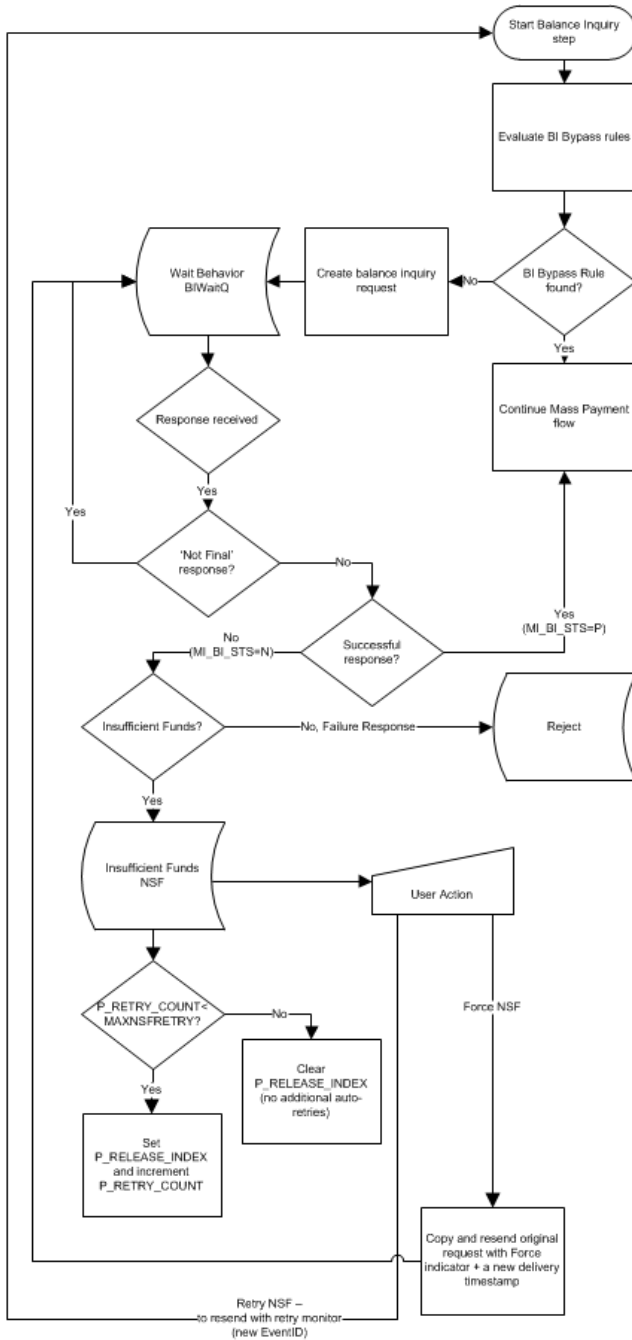 Start Balance Inquiry
step
Evaluate BI Bypass rules
Wait Behavior
BIWaitQ
Create balance inquiry
request
No
BI Bypass Rule
found?
Yes
Continue Mass Payment
flow
Response received
Yes
Yes
'Not Final'
response?
No
Yes
(MI_BI_STS=P)
No
(MI_BI_STS=N)
Successful
response?
Insufficient Funds?
No, Failure Response
Reject
Yes
Insufficient Funds
NSF
User Action
P_RETRY_COUNT<
MAXNSFRETRY?
No
Force NSF
Clear
P_RELEASE_INDEX
(no additional auto-
retries)
Yes
Set
P_RELEASE_INDEX
and increment
P_RETRY_COUNT
Copy and resend original
request with Force
indicator + a new delivery
timestamp
Retry NSF –
to resend with retry monitor
(new EventID)